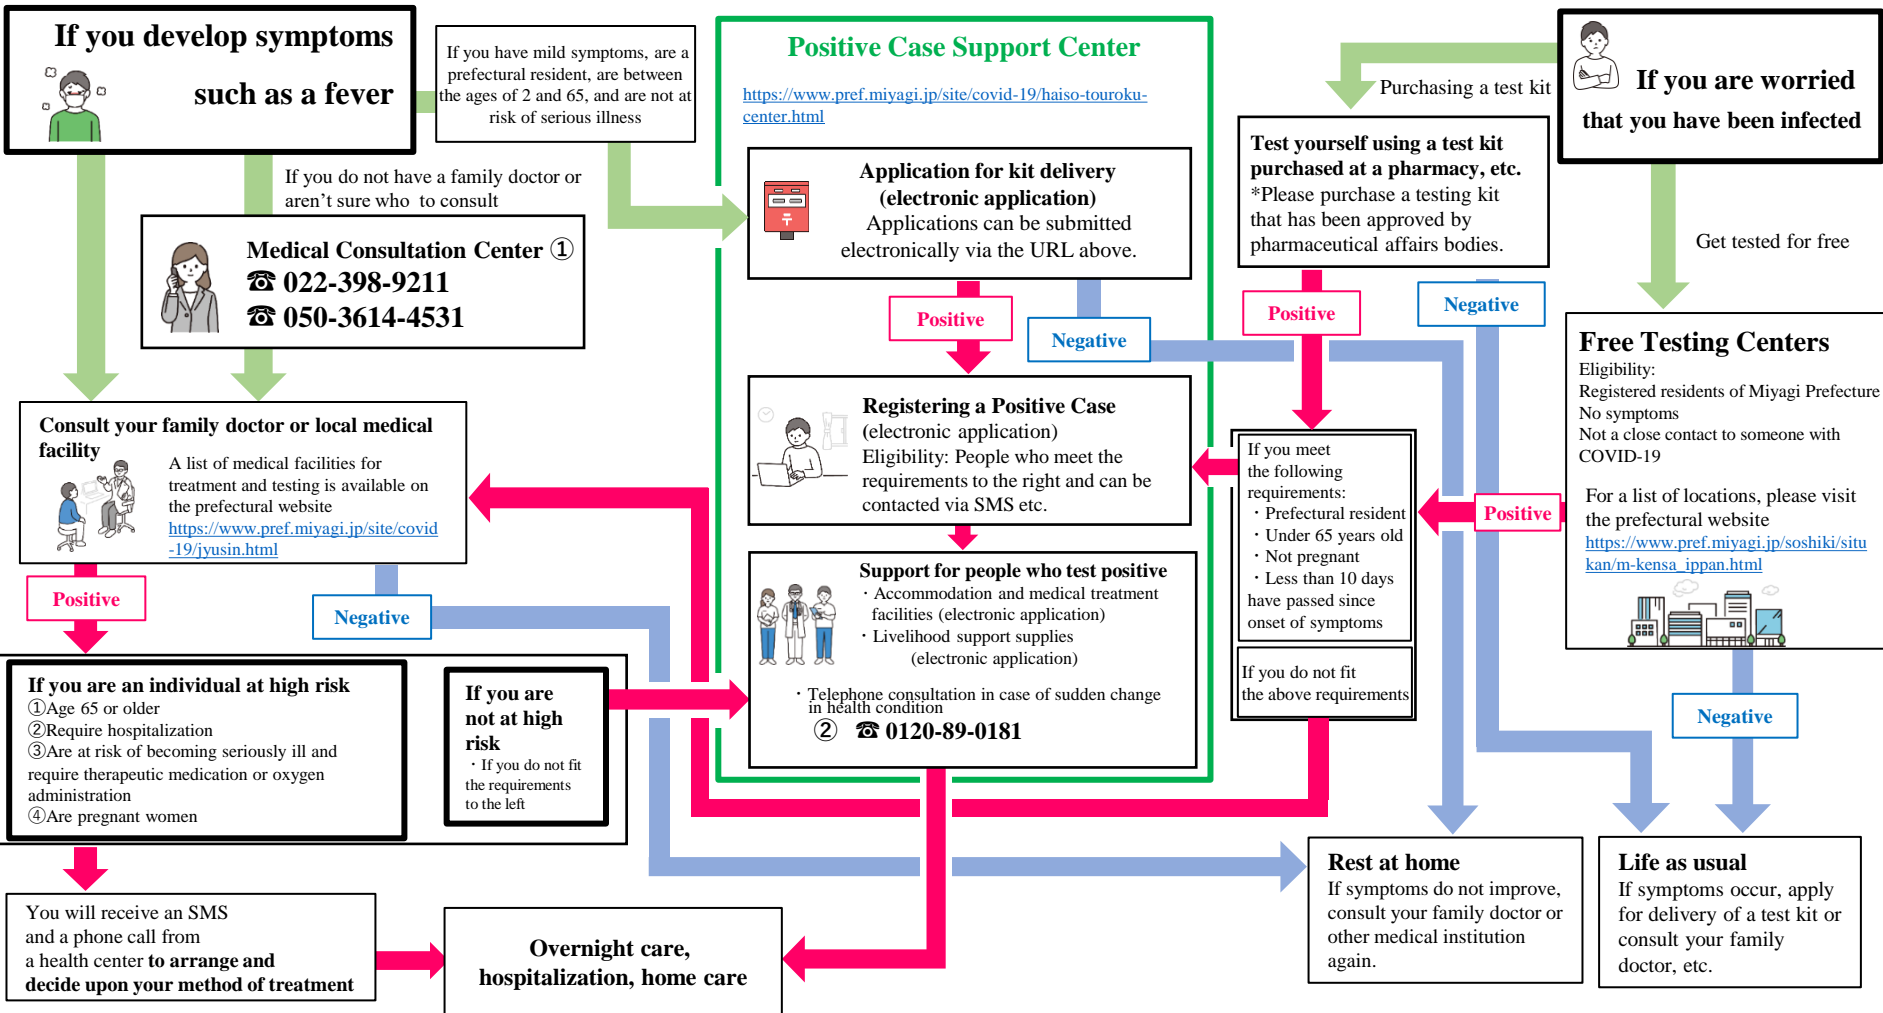 If you develop symptoms
such as a fever
If you have mild symptoms, are a
prefectural resident, are between
the ages of 2 and 65, and are not at
risk of serious illness
If you do not have a family doctor or
aren’t sure who to consult
Medical Consultation Center ①
☎ 022-398-9211
☎ 050-3614-4531
Consult your family doctor or local medical
facility
A list of medical facilities for
treatment and testing is available on
the prefectural website
https://www.pref.miyagi.jp/site/covid
-19/jyusin.html
Positive
Negative
If you are an individual at high risk
①Age 65 or older
②Require hospitalization
③Are at risk of becoming seriously ill and
require therapeutic medication or oxygen
administration
④Are pregnant women
If you are
not at high
risk
・If you do not fit
the requirements
to the left
You will receive an SMS
and a phone call from
a health center to arrange and
decide upon your method of treatment
Overnight care,
hospitalization, home care
Positive Case Support Center
https://www.pref.miyagi.jp/site/covid-19/haiso-touroku-
center.html
Application for kit delivery
(electronic application)
Applications can be submitted
electronically via the URL above.
Positive
Negative
Registering a Positive Case
(electronic application)
Eligibility: People who meet the
requirements to the right and can be
contacted via SMS etc.
Support for people who test positive
・Accommodation and medical treatment
facilities (electronic application)
・Livelihood support supplies
(electronic application)
・Telephone consultation in case of sudden change
in health condition
② ☎ 0120-89-0181
If you are worried
that you have been infected
Purchasing a test kit
Test yourself using a test kit
purchased at a pharmacy, etc.
*Please purchase a testing kit
that has been approved by
pharmaceutical affairs bodies.
Positive
Negative
Get tested for free
Free Testing Centers
Eligibility:
Registered residents of Miyagi Prefecture
No symptoms
Not a close contact to someone with
COVID-19
For a list of locations, please visit
the prefectural website
https://www.pref.miyagi.jp/soshiki/situ
kan/m-kensa_ippan.html
Positive
Negative
If you meet
the following
requirements:
・Prefectural resident
・Under 65 years old
・Not pregnant
・Less than 10 days
have passed since
onset of symptoms
If you do not fit
the above requirements
Rest at home
If symptoms do not improve,
consult your family doctor or
other medical institution
again.
Life as usual
If symptoms occur, apply
for delivery of a test kit or
consult your family
doctor, etc.